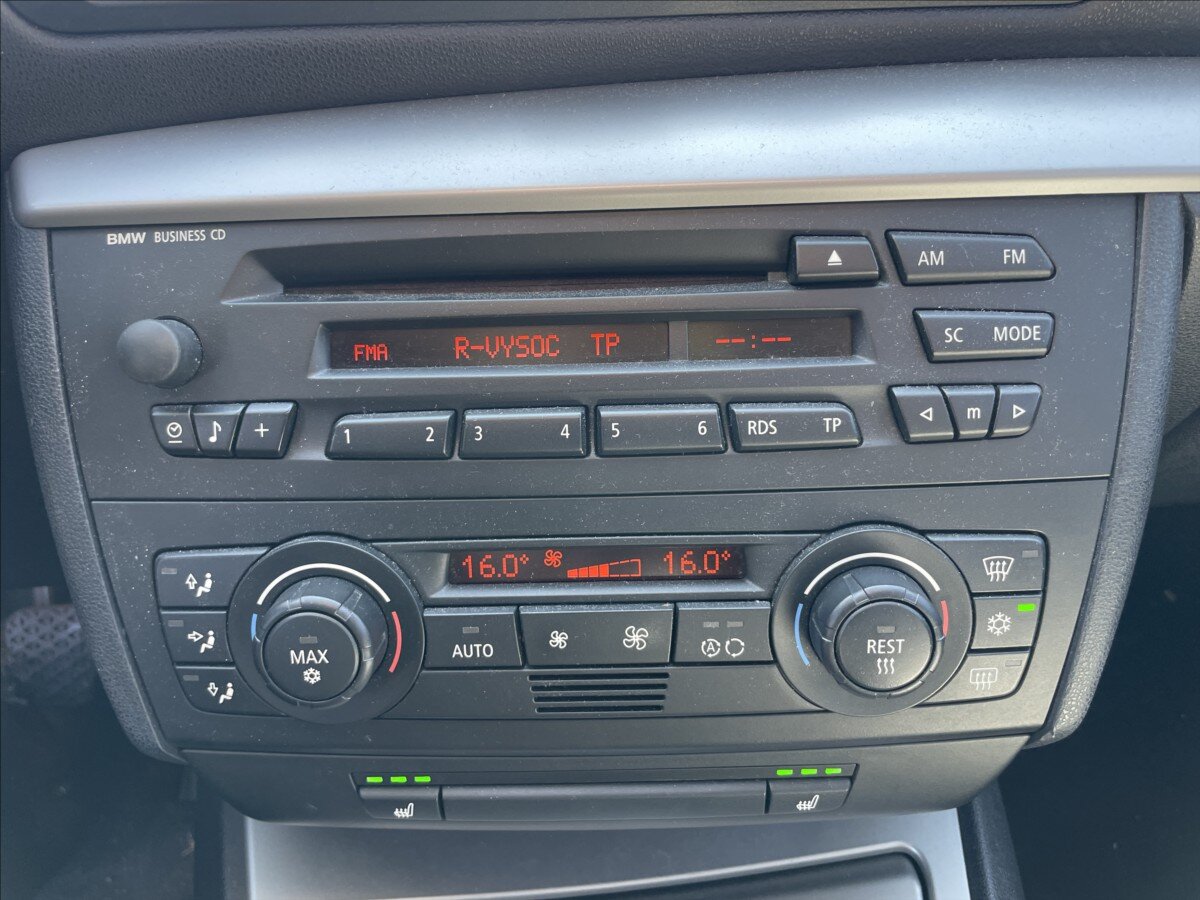 BMW BUSINESS CD
AM FM
FMA R-VYSOC TP --:--
SC MODE
1 2 3 4 5 6 RDS TP
m
16.0° 16.0°
AUTO
A
MAX
REST